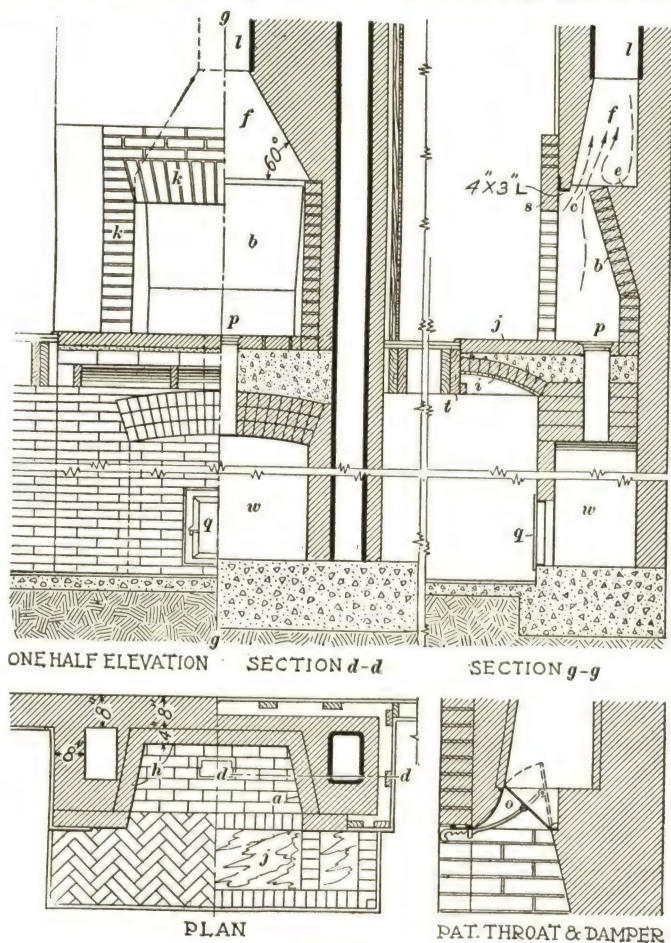 g
l
l
f
f
60°
k
e
4"X3" L
c
s
k
b
b
p
j
p
i
t
q
w
q
w
g
ONE HALF ELEVATION SECTION d-d SECTION g-g
8"
8"
8"
4"
h
d
d
a
o
j
PLAN
PAT. THROAT & DAMPER